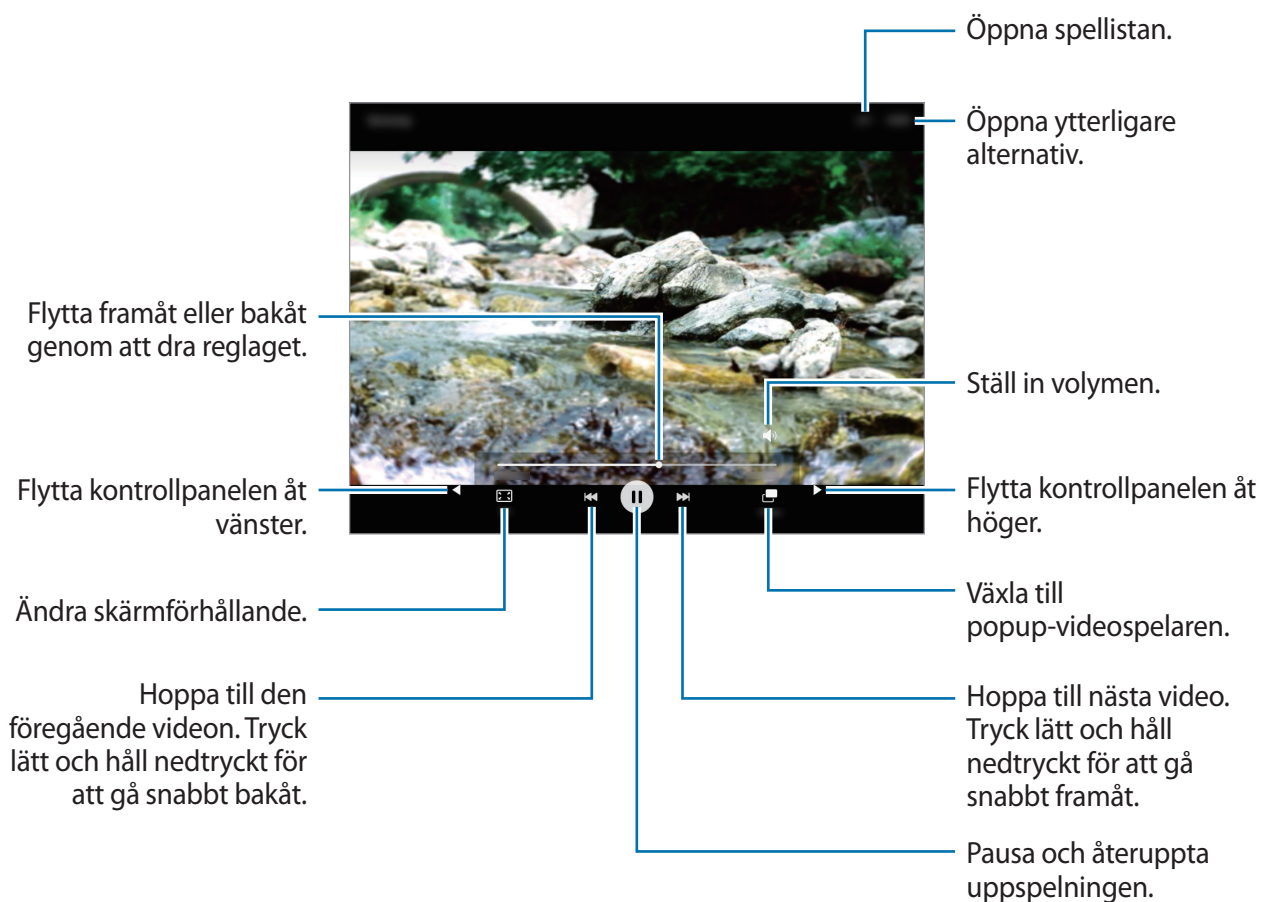 Öppna spellistan.
Öppna ytterligare
alternativ.
Flytta framåt eller bakåt
genom att dra reglaget.
Ställ in volymen.
Flytta kontrollpanelen åt
vänster.
Flytta kontrollpanelen åt
höger.
Ändra skärmförhållande.
Växla till
popup-videospelaren.
Hoppa till den
föregående videon. Tryck
lätt och håll nedtryckt för
att gå snabbt bakåt.
Hoppa till nästa video.
Tryck lätt och håll
nedtryckt för att gå
snabbt framåt.
Pausa och återuppta
uppspelningen.